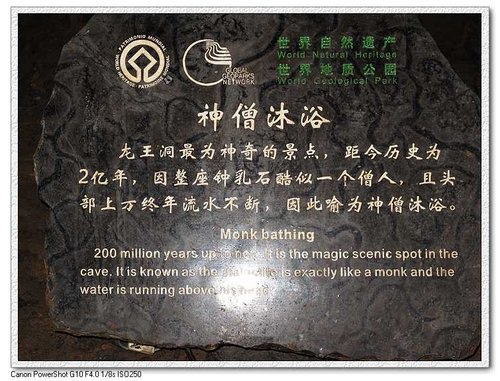 PATRIMONIO MUNDIAL
WORLD HERITAGE
PATRIMOINE MONDIAL
GLOBAL
GEOPARKS
NETWORK
世界自然遗产
World Natural Heritage
世界地质公园
World Geological Park
神僧沐浴
龙王洞最为神奇的景点，距今历史为
2亿年，因整座钟乳石酷似一个僧人，且头
部上方终年流水不断，因此喻为神僧沐浴。
Monk bathing
200 million years up to now. It is the magic scenic spot in the
cave. It is known as the is exactly like a monk and the
water is running above his head.
Canon PowerShot G10 F4.0 1/8s ISO250